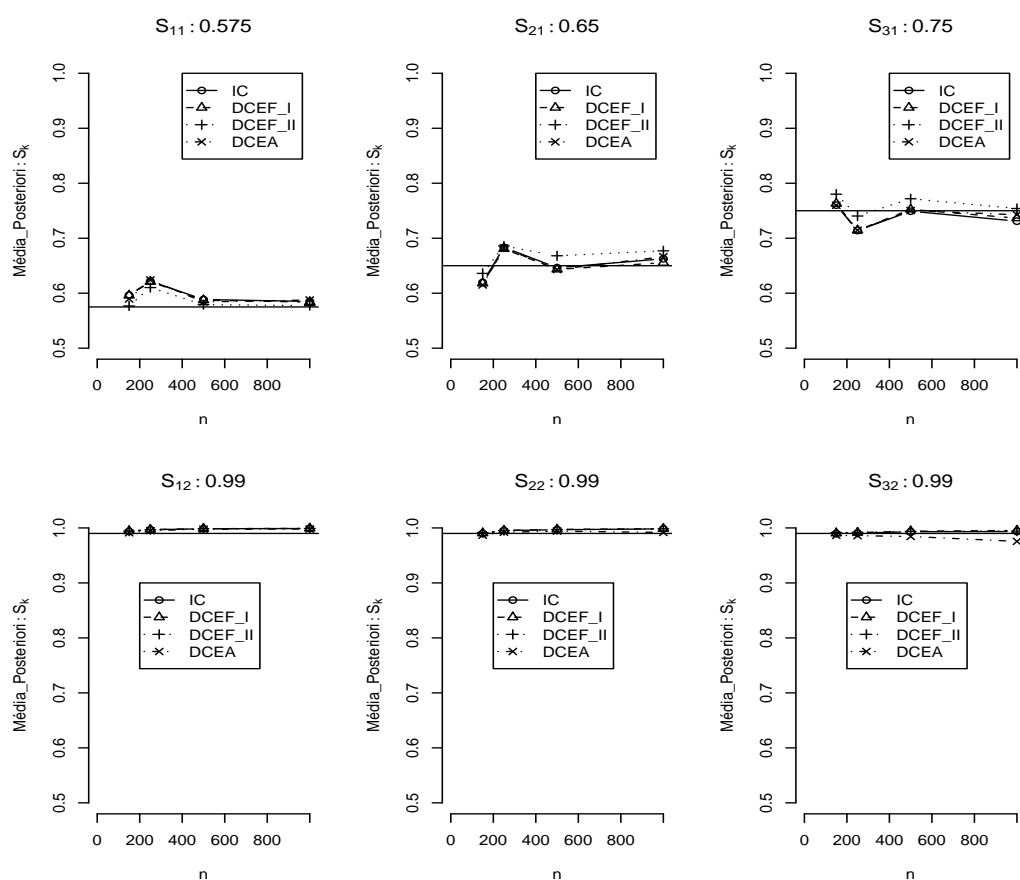 S11 : 0.575
Média_Posteriori : Sk
1.0
0.9
0.8
0.7
0.6
0.5
IC
DCEF_I
DCEF_II
DCEA
0 200 400 600 800
n
S21 : 0.65
Média_Posteriori : Sk
1.0
0.9
0.8
0.7
0.6
0.5
IC
DCEF_I
DCEF_II
DCEA
0 200 400 600 800
n
S31 : 0.75
Média_Posteriori : Sk
1.0
0.9
0.8
0.7
0.6
0.5
IC
DCEF_I
DCEF_II
DCEA
0 200 400 600 800
n
S12 : 0.99
Média_Posteriori : Sk
1.0
0.9
0.8
0.7
0.6
0.5
IC
DCEF_I
DCEF_II
DCEA
0 200 400 600 800
n
S22 : 0.99
Média_Posteriori : Sk
1.0
0.9
0.8
0.7
0.6
0.5
IC
DCEF_I
DCEF_II
DCEA
0 200 400 600 800
n
S32 : 0.99
Média_Posteriori : Sk
1.0
0.9
0.8
0.7
0.6
0.5
IC
DCEF_I
DCEF_II
DCEA
0 200 400 600 800
n